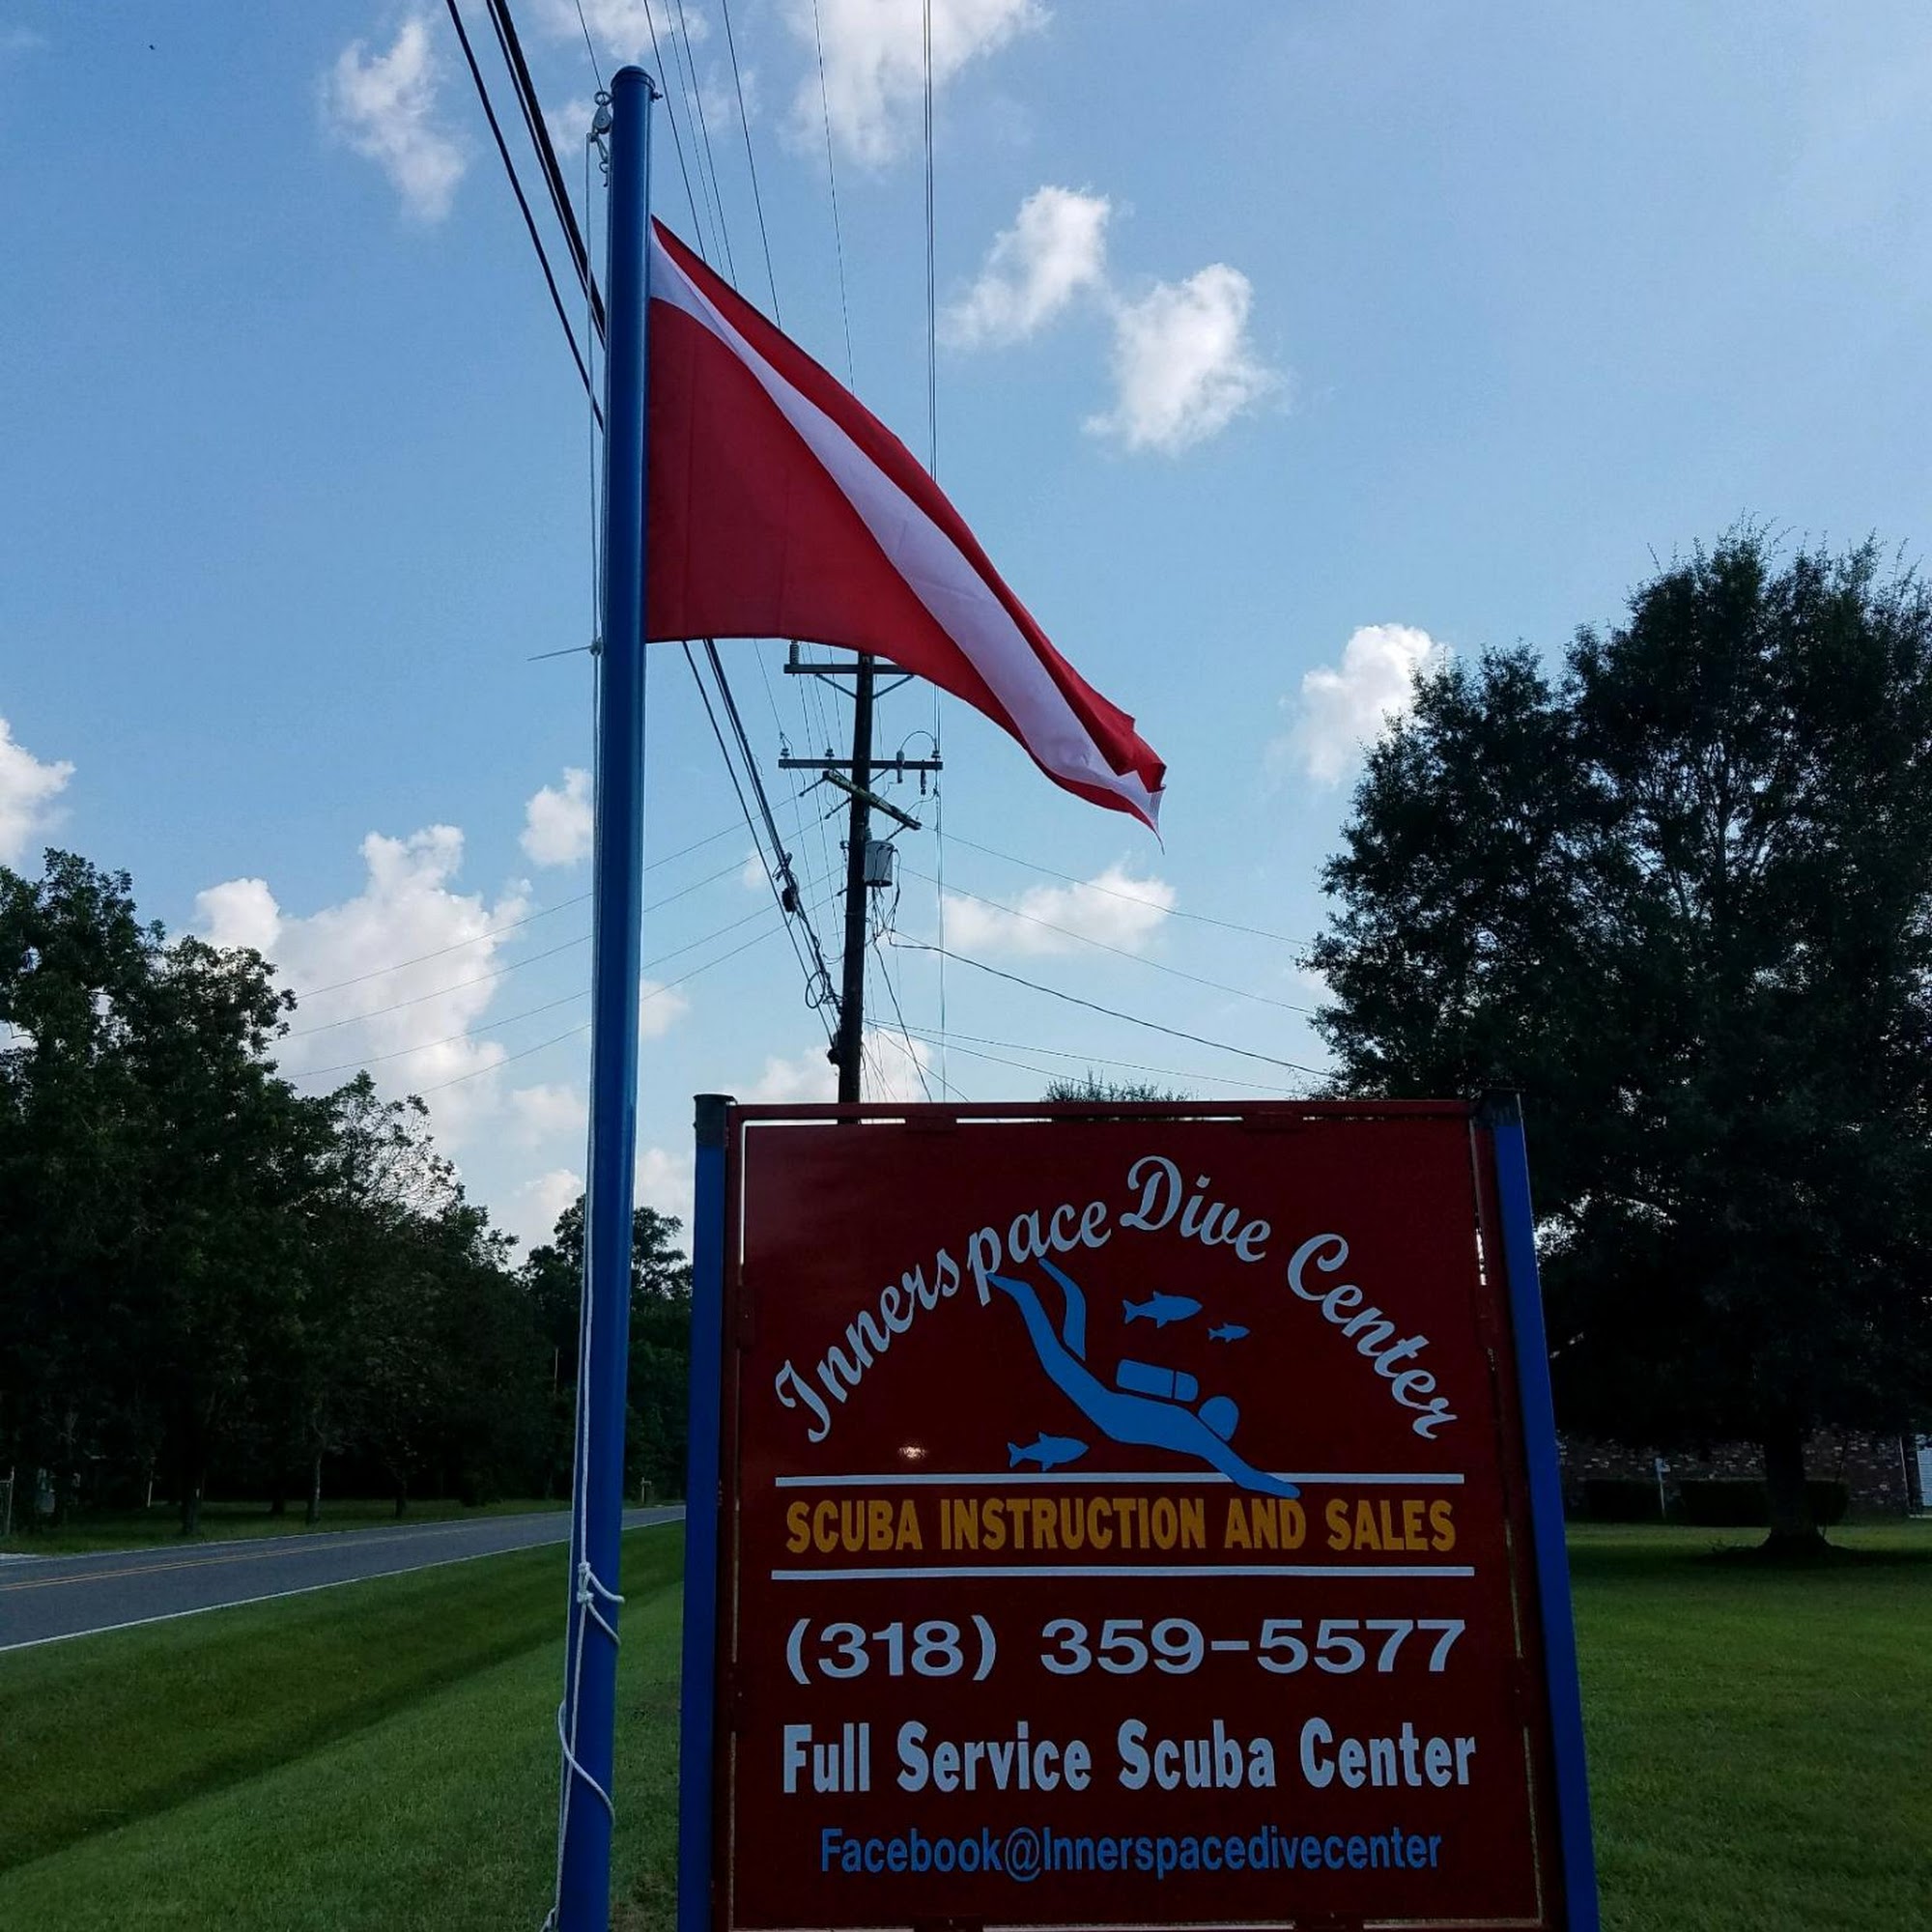 Innerspace Dive Center
SCUBA INSTRUCTION AND SALES
(318) 359-5577
Full Service Scuba Center
Facebook@Innerspacedivecenter